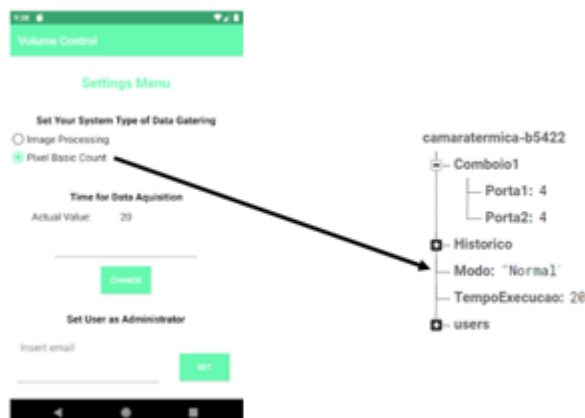 9:38
Volume Control
Settings Menu
Set Your System Type of Data Gatering
Image Processing
Pixel Basic Count
Time for Data Aquisition
Actual Value: 20
CHANGE
Set User as Administrator
Insert email
SET
camaratermica-b5422
Comboio1
Porta1: 4
Porta2: 4
Historico
Modo: "Normal"
TempoExecucao: 20
users